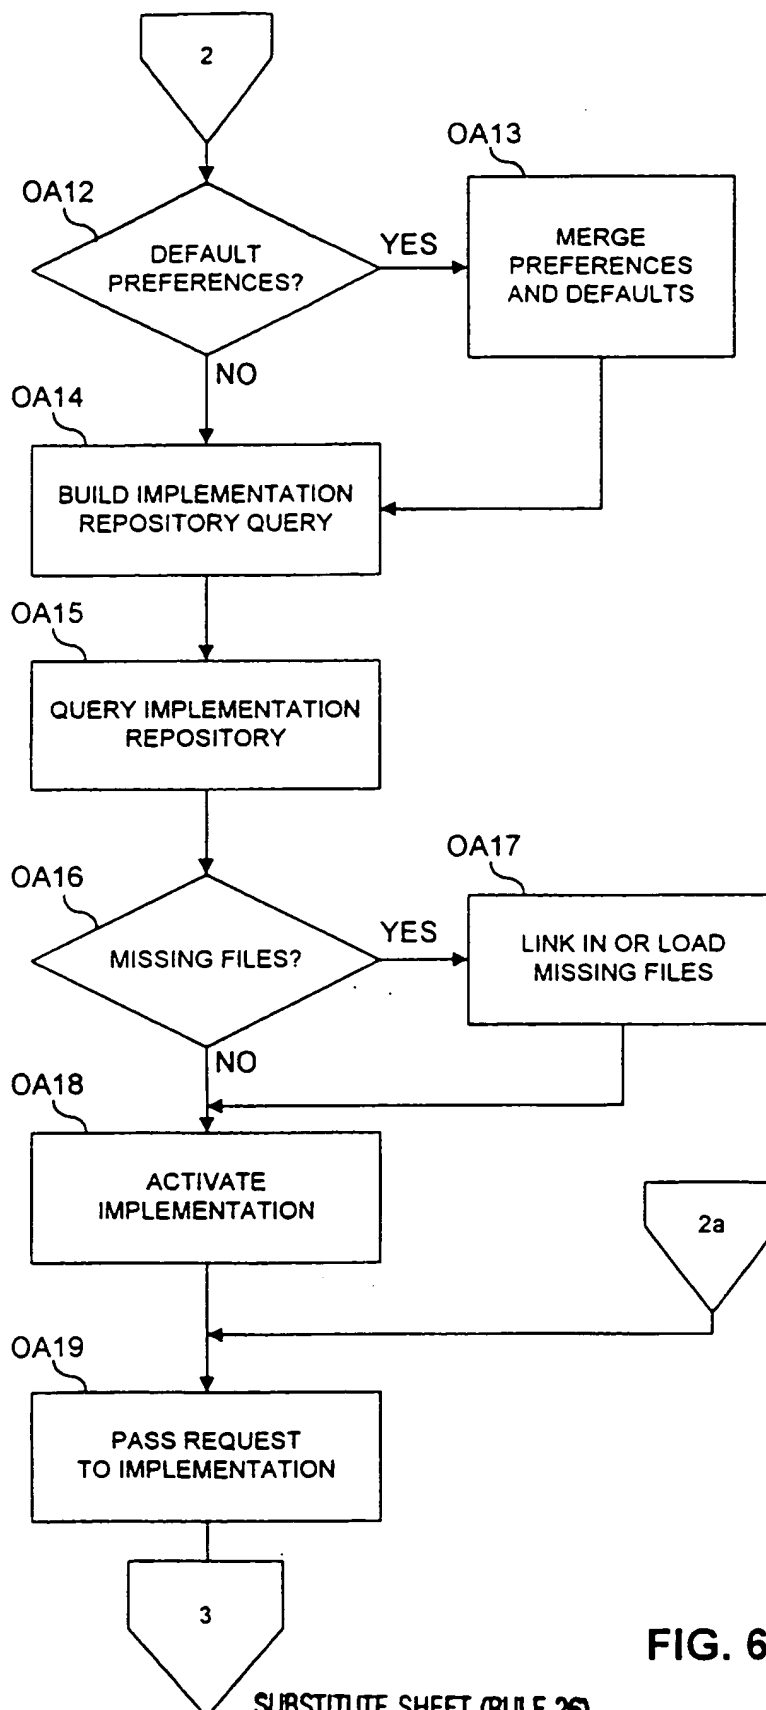 2
OA12
DEFAULT
PREFERENCES?
YES
OA13
MERGE
PREFERENCES
AND DEFAULTS
NO
OA14
BUILD IMPLEMENTATION
REPOSITORY QUERY
OA15
QUERY IMPLEMENTATION
REPOSITORY
OA16
MISSING FILES?
YES
OA17
LINK IN OR LOAD
MISSING FILES
NO
OA18
ACTIVATE
IMPLEMENTATION
2a
OA19
PASS REQUEST
TO IMPLEMENTATION
3
FIG. 6
SUBSTITUTE SHEET (RULE 26)